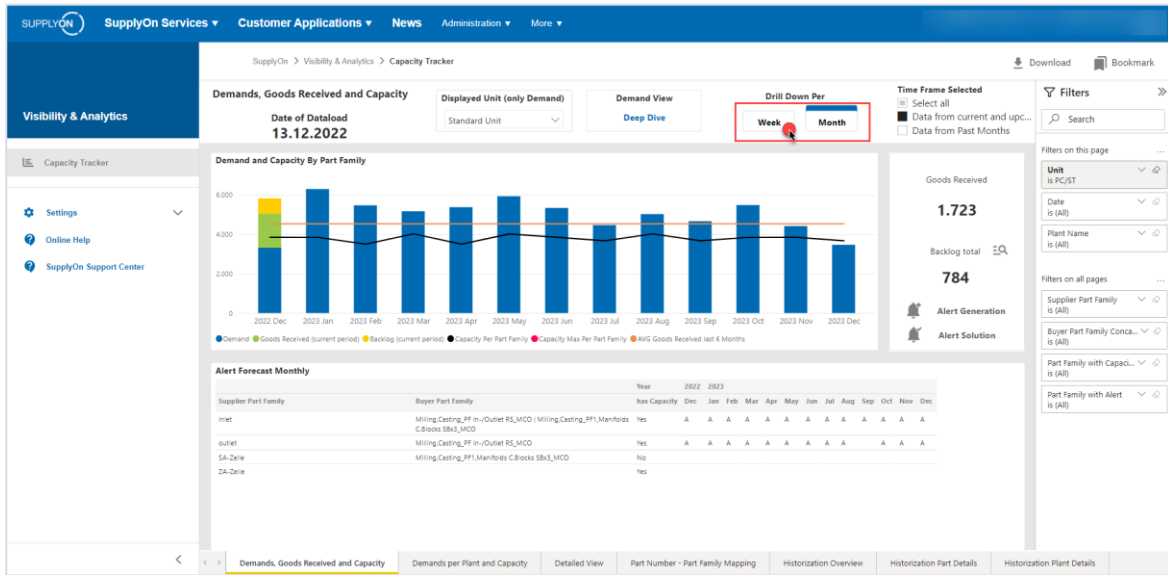 SUPPLYON
SupplyOn Services ▾ Customer Applications ▾ News Administration ▾ More ▾
SupplyOn > Visibility & Analytics > Capacity Tracker
Download Bookmark
Visibility & Analytics
Capacity Tracker
Settings
Online Help
SupplyOn Support Center
Demands, Goods Received and Capacity
Date of Dataload
13.12.2022
Displayed Unit (only Demand)
Standard Unit
Demand View
Deep Dive
Drill Down Per
Week Month
Time Frame Selected
Select all
Data from current and upc...
Data from Past Months
Demand and Capacity By Part Family
6.000
4.000
2.000
0
2022 Dec 2023 Jan 2023 Feb 2023 Mar 2023 Apr 2023 May 2023 Jun 2023 Jul 2023 Aug 2023 Sep 2023 Oct 2023 Nov 2023 Dec
Demand Goods Received (current period) Backlog (current period) Capacity Per Part Family Capacity Max Per Part Family AVG Goods Received last 6 Months
Goods Received
1.723
Backlog total
784
Alert Generation
Alert Solution
Alert Forecast Monthly
Year 2022 2023
Supplier Part Family Buyer Part Family has Capacity Dec Jan Feb Mar Apr May Jun Jul Aug Sep Oct Nov Dec
inlet Milling,Casting_PF In-/Outlet RS_MCO | Milling,Casting_PF1,Manifolds Yes A A A A A A A A A A A A A
C.Blocks SBx3_MCO
outlet Milling,Casting_PF In-/Outlet RS_MCO Yes A A A A A A A A A A A A
SA-Zeile Milling,Casting_PF1,Manifolds C.Blocks SBx3_MCO No
ZA-Zeile Yes
Filters
Search
Filters on this page ...
Unit
is PC/ST
Date
is (All)
Plant Name
is (All)
Filters on all pages ...
Supplier Part Family
is (All)
Buyer Part Family Conca...
is (All)
Part Family with Capaci...
is (All)
Part Family with Alert
is (All)
Demands, Goods Received and Capacity Demands per Plant and Capacity Detailed View Part Number - Part Family Mapping Historization Overview Historization Part Details Historization Plant Details